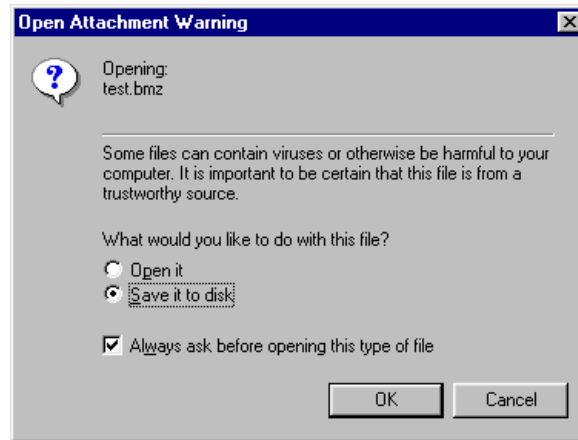 Open Attachment Warning
Opening:
test.bmz
Some files can contain viruses or otherwise be harmful to your
computer. It is important to be certain that this file is from a
trustworthy source.
What would you like to do with this file?
Open it
Save it to disk
Always ask before opening this type of file
OK Cancel